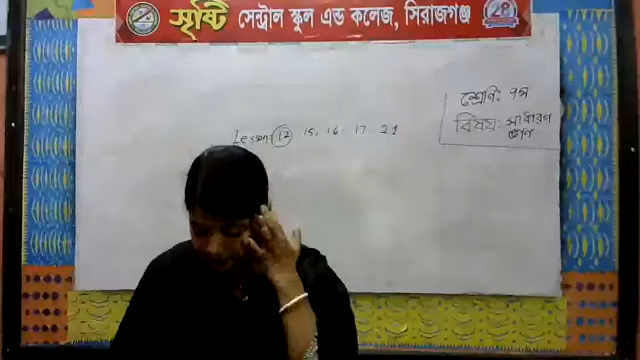 সৃষ্টি সেন্ট্রাল স্কুল এন্ড কলেজ, সিরাজগঞ্জ
শ্রেণি: ৭ম
Lesson 12 15. 16. 17. 21
বিষয়: সাধারণ